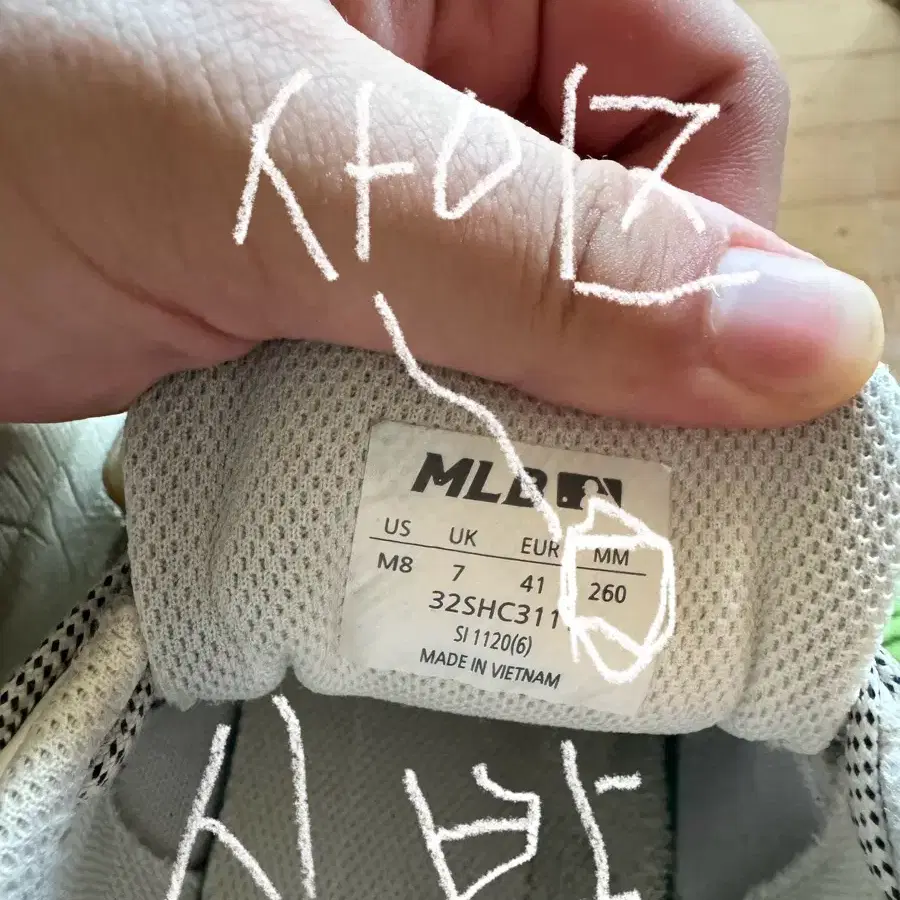 사이즈
MLB
US UK EUR MM
M8 7 41 260
32SHC311
SI 1120(6)
MADE IN VIETNAM